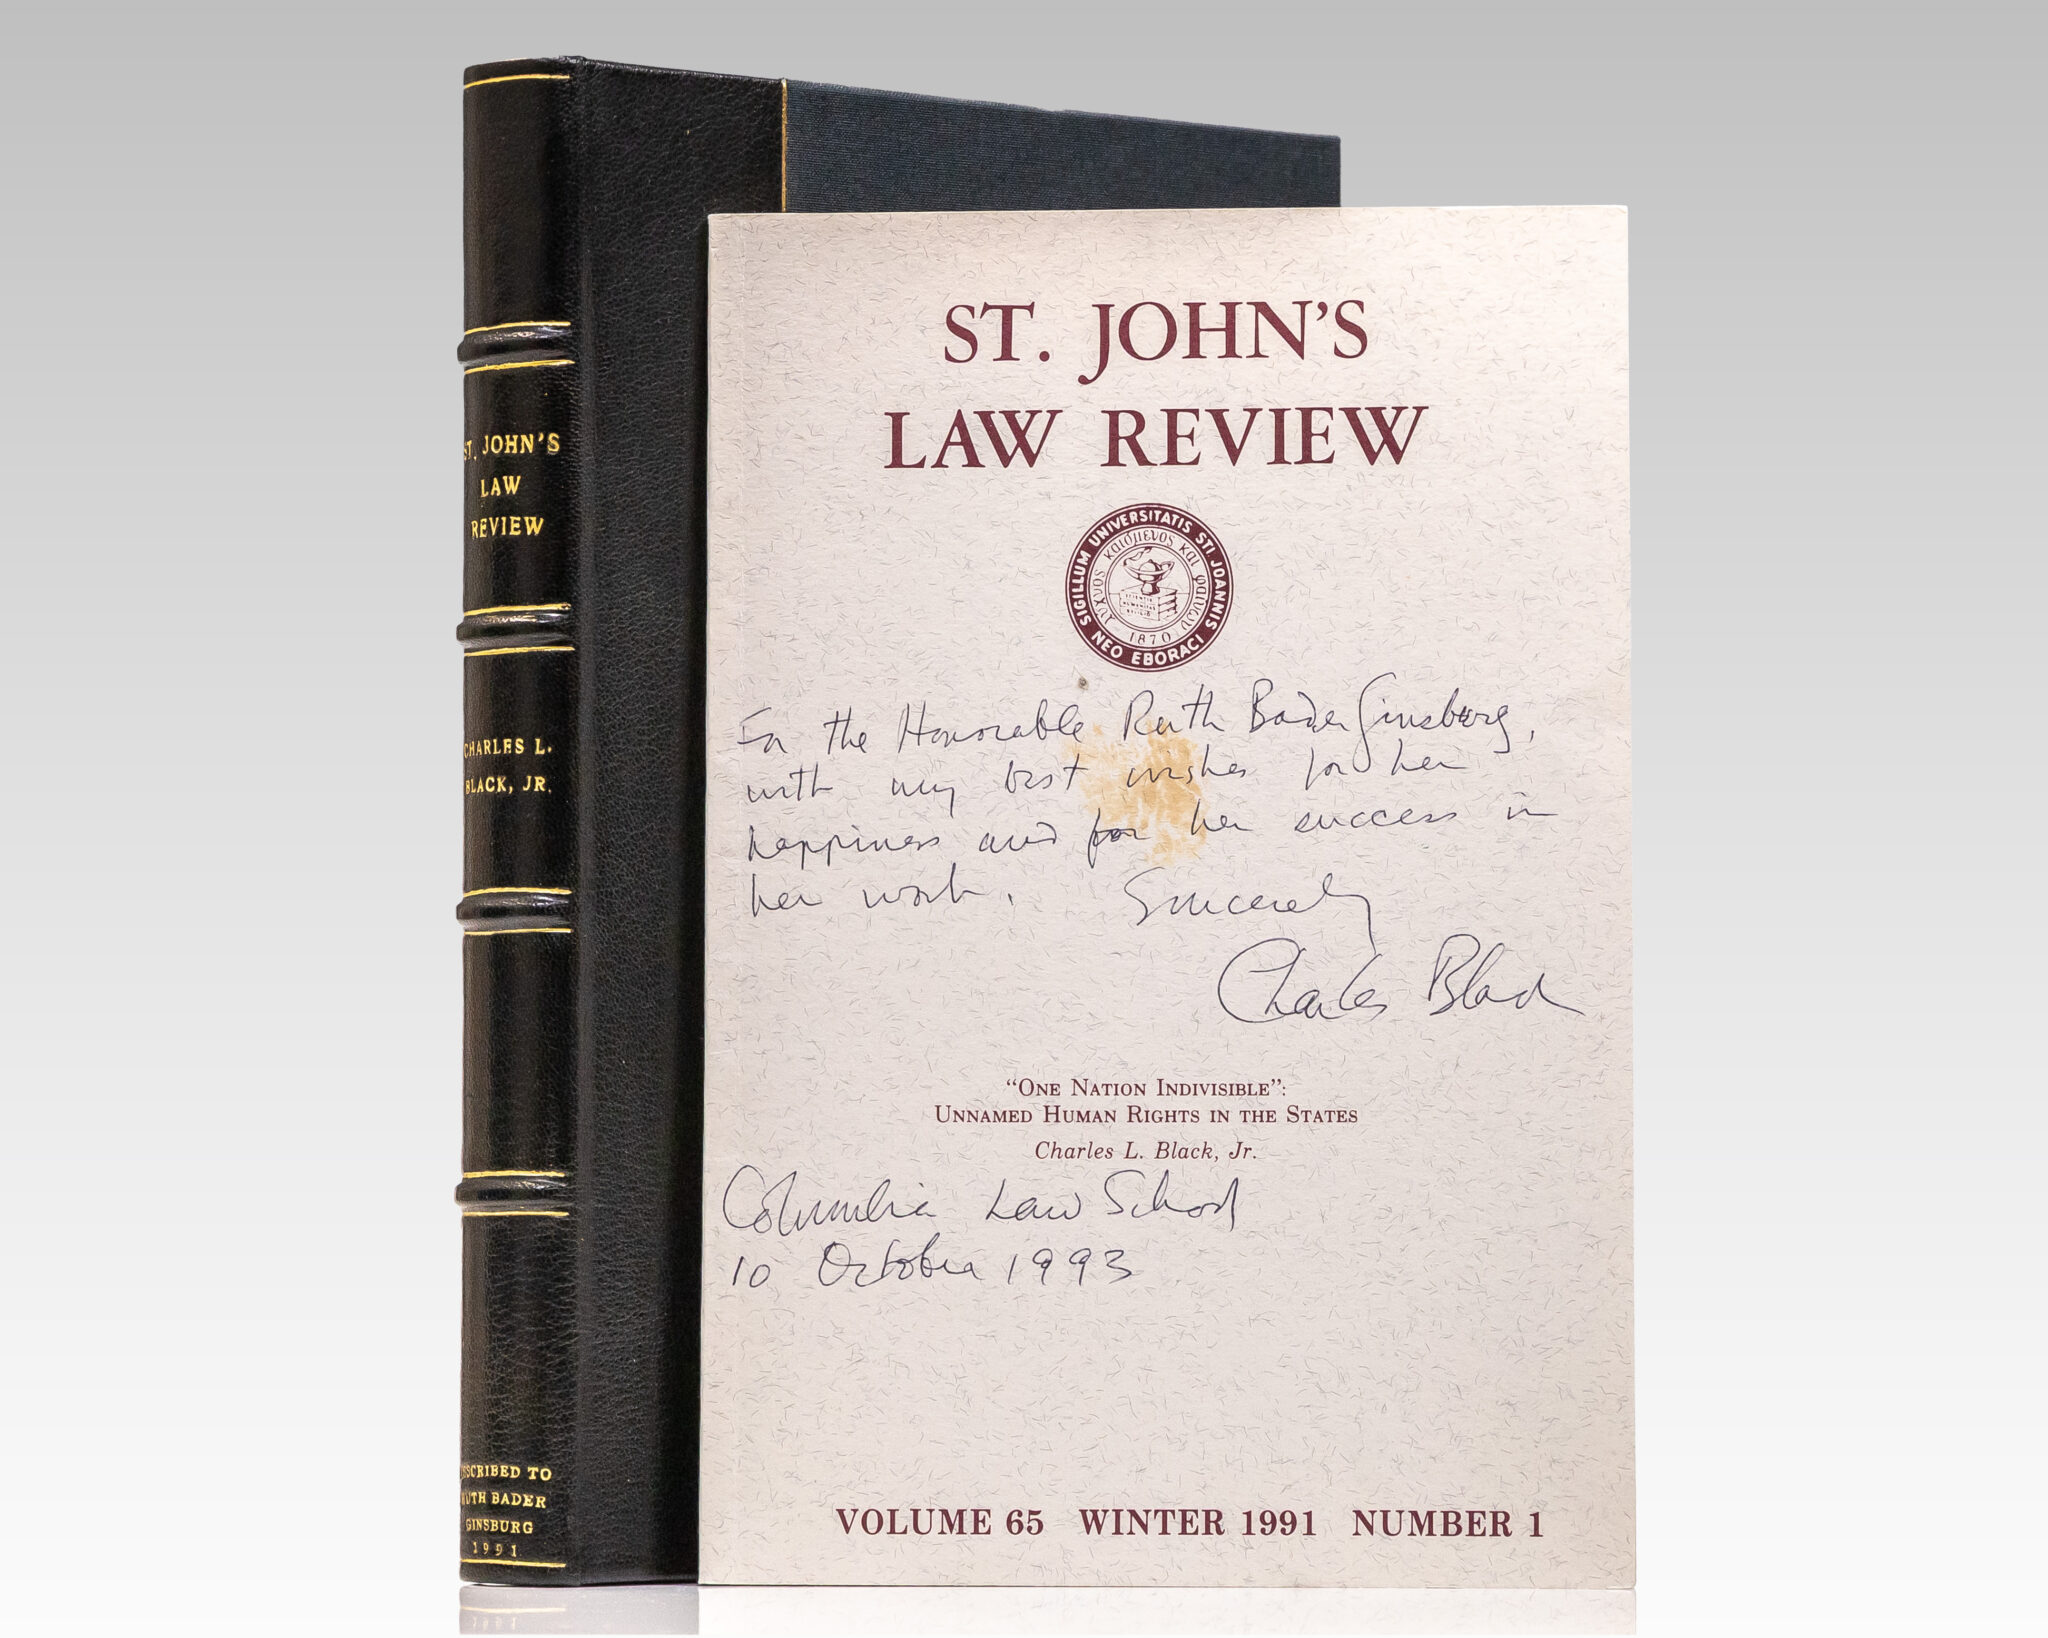 ST. JOHN'S
LAW
REVIEW
CHARLES L.
BLACK, JR.
INSCRIBED TO
RUTH BADER
GINSBURG
1991
ST. JOHN'S
LAW REVIEW
SIGILLUM UNIVERSITATIS STI JOANNIS
NEO EBORACI
1870
For the Honorable Ruth Bader Ginsburg,
with my best wishes for her
happiness and for her success in
her work. Sincerely
Charles Black
"ONE NATION INDIVISIBLE":
UNNAMED HUMAN RIGHTS IN THE STATES
Charles L. Black, Jr.
Columbia Law School
10 October 1993
VOLUME 65 WINTER 1991 NUMBER 1